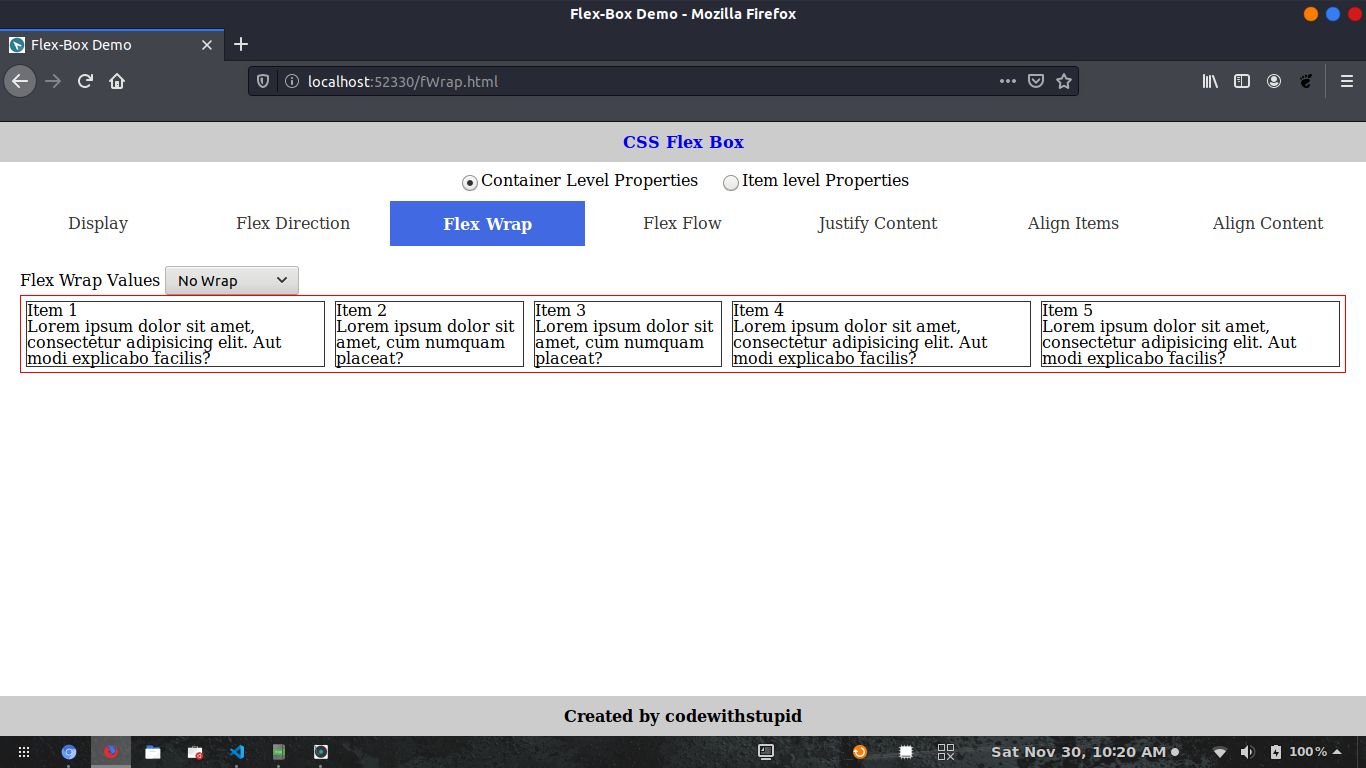 Flex-Box Demo - Mozilla Firefox
Flex-Box Demo
localhost:52330/fWrap.html
CSS Flex Box
Container Level Properties Item level Properties
Display Flex Direction Flex Wrap Flex Flow Justify Content Align Items Align Content
Flex Wrap Values No Wrap
Item 1
Lorem ipsum dolor sit amet,
consectetur adipisicing elit. Aut
modi explicabo facilis?
Item 2
Lorem ipsum dolor sit
amet, cum numquam
placeat?
Item 3
Lorem ipsum dolor sit
amet, cum numquam
placeat?
Item 4
Lorem ipsum dolor sit amet,
consectetur adipisicing elit. Aut
modi explicabo facilis?
Item 5
Lorem ipsum dolor sit amet,
consectetur adipisicing elit. Aut
modi explicabo facilis?
Created by codewithstupid
Sat Nov 30, 10:20 AM 100 %